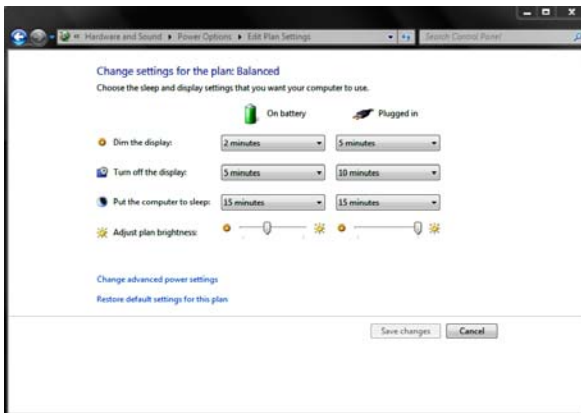 « Hardware and Sound ▸ Power Options ▸ Edit Plan Settings
Search Control Panel
Change settings for the plan: Balanced
Choose the sleep and display settings that you want your computer to use.
On battery Plugged in
Dim the display: 2 minutes 5 minutes
Turn off the display: 5 minutes 10 minutes
Put the computer to sleep: 15 minutes 15 minutes
Adjust plan brightness:
Change advanced power settings
Restore default settings for this plan
Save changes Cancel